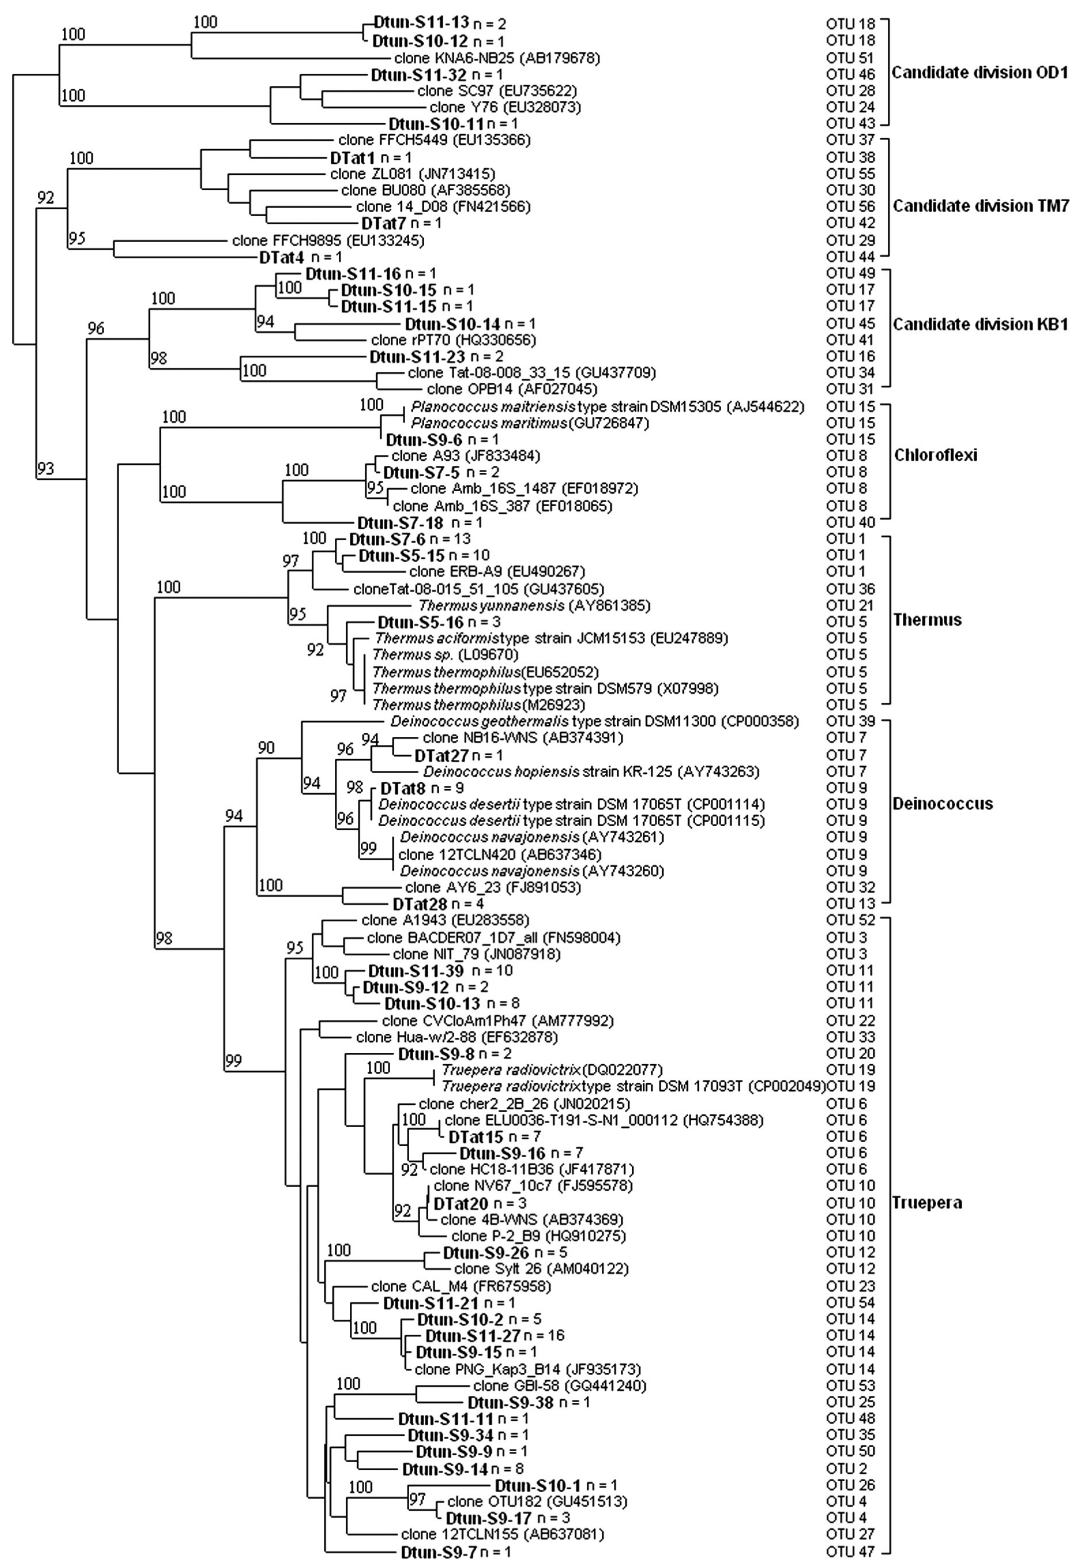 100 Dtun-S11-13 n = 2 OTU 18
Dtun-S10-12 n = 1 OTU 18
100 clone KNA6-NB25 (AB179678) OTU 51
Dtun-S11-32 n = 1 OTU 46 Candidate division OD1
clone SC97 (EU735622) OTU 28
100 clone Y76 (EU328073) OTU 24
Dtun-S10-11 n = 1 OTU 43
clone FFCH5449 (EU135366) OTU 37
100 DTat1 n = 1 OTU 38
clone ZL081 (JN713415) OTU 55
92 clone BU080 (AF385568) OTU 30
clone 14_D08 (FN421566) OTU 56 Candidate division TM7
DTat7 n = 1 OTU 42
95 clone FFCH9895 (EU133245) OTU 29
DTat4 n = 1 OTU 44
Dtun-S11-16 n = 1 OTU 49
100 Dtun-S10-15 n = 1 OTU 17
100 Dtun-S11-15 n = 1 OTU 17
96 94 Dtun-S10-14 n = 1 OTU 45 Candidate division KB1
clone rPT70 (HQ330656) OTU 41
98 Dtun-S11-23 n = 2 OTU 16
100 clone Tat-08-008_33_15 (GU437709) OTU 34
clone OPB14 (AF027045) OTU 31
100 Planococcus maitriensis type strain DSM15305 (AJ544622) OTU 15
100 Planococcus maritimus (GU726847) OTU 15
Dtun-S9-6 n = 1 OTU 15
clone A93 (JF833484) OTU 8 Chloroflexi
93 100 Dtun-S7-5 n = 2 OTU 8
100 95 clone Amb_16S_1487 (EF018972) OTU 8
clone Amb_16S_387 (EF018065) OTU 8
Dtun-S7-18 n = 1 OTU 40
100 Dtun-S7-6 n = 13 OTU 1
97 Dtun-S5-15 n = 10 OTU 1
clone ERB-A9 (EU490267) OTU 1
100 cloneTat-08-015_51_105 (GU437605) OTU 36
95 Thermus yunnanensis (AY861385) OTU 21
Dtun-S5-16 n = 3 OTU 5 Thermus
Thermus aciformis type strain JCM15153 (EU247889) OTU 5
92 Thermus sp. (L09670) OTU 5
Thermus thermophilus (EU652052) OTU 5
97 Thermus thermophilus type strain DSM579 (X07998) OTU 5
Thermus thermophilus (M26923) OTU 5
Deinococcus geothermalis type strain DSM11300 (CP000358) OTU 39
94 clone NB16-WNS (AB374391) OTU 7
90 96 DTat27 n = 1 OTU 7
Deinococcus hopiensis strain KR-125 (AY743263) OTU 7
94 98 DTat8 n = 9 OTU 9
Deinococcus desertii type strain DSM 17065T (CP001114) OTU 9 Deinococcus
94 96 Deinococcus desertii type strain DSM 17065T (CP001115) OTU 9
Deinococcus navajonensis (AY743261) OTU 9
99 clone 12TCLN420 (AB637346) OTU 9
Deinococcus navajonensis (AY743260) OTU 9
100 clone AY6_23 (FJ891053) OTU 32
DTat28 n = 4 OTU 13
clone A1943 (EU283558) OTU 52
98 clone BACDER07_1D7_all (FN598004) OTU 3
95 clone NIT_79 (JN087918) OTU 3
100 Dtun-S11-39 n = 10 OTU 11
Dtun-S9-12 n = 2 OTU 11
Dtun-S10-13 n = 8 OTU 11
clone CVCloAm1Ph47 (AM777992) OTU 22
clone Hua-w/2-88 (EF632878) OTU 33
99 Dtun-S9-8 n = 2 OTU 20
100 Truepera radiovictrix (DQ022077) OTU 19
Truepera radiovictrix type strain DSM 17093T (CP002049) OTU 19
clone cher2_2B_26 (JN020215) OTU 6
100 clone ELU0036-T191-S-N1_000112 (HQ754388) OTU 6
DTat15 n = 7 OTU 6
Dtun-S9-16 n = 7 OTU 6
92 clone HC18-11B36 (JF417871) OTU 6
clone NV67_10c7 (FJ595578) OTU 10
DTat20 n = 3 OTU 10 Truepera
92 clone 4B-WNS (AB374369) OTU 10
clone P-2_B9 (HQ910275) OTU 10
100 Dtun-S9-26 n = 5 OTU 12
clone Sylt 26 (AM040122) OTU 12
clone CAL_M4 (FR675958) OTU 23
Dtun-S11-21 n = 1 OTU 54
Dtun-S10-2 n = 5 OTU 14
100 Dtun-S11-27 n = 16 OTU 14
Dtun-S9-15 n = 1 OTU 14
clone PNG_Kap3_B14 (JF935173) OTU 14
100 clone GBI-58 (GQ441240) OTU 53
Dtun-S9-38 n = 1 OTU 25
Dtun-S11-11 n = 1 OTU 48
Dtun-S9-34 n = 1 OTU 35
Dtun-S9-9 n = 1 OTU 50
Dtun-S9-14 n = 8 OTU 2
100 Dtun-S10-1 n = 1 OTU 26
97 clone OTU182 (GU451513) OTU 4
Dtun-S9-17 n = 3 OTU 4
clone 12TCLN155 (AB637081) OTU 27
Dtun-S9-7 n = 1 OTU 47